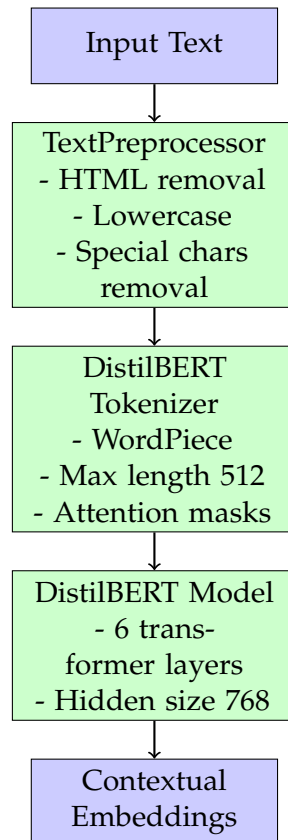 Input Text
TextPreprocessor
- HTML removal
- Lowercase
- Special chars
removal
DistilBERT
Tokenizer
- WordPiece
- Max length 512
- Attention masks
DistilBERT Model
- 6 trans-
former layers
- Hidden size 768
Contextual
Embeddings